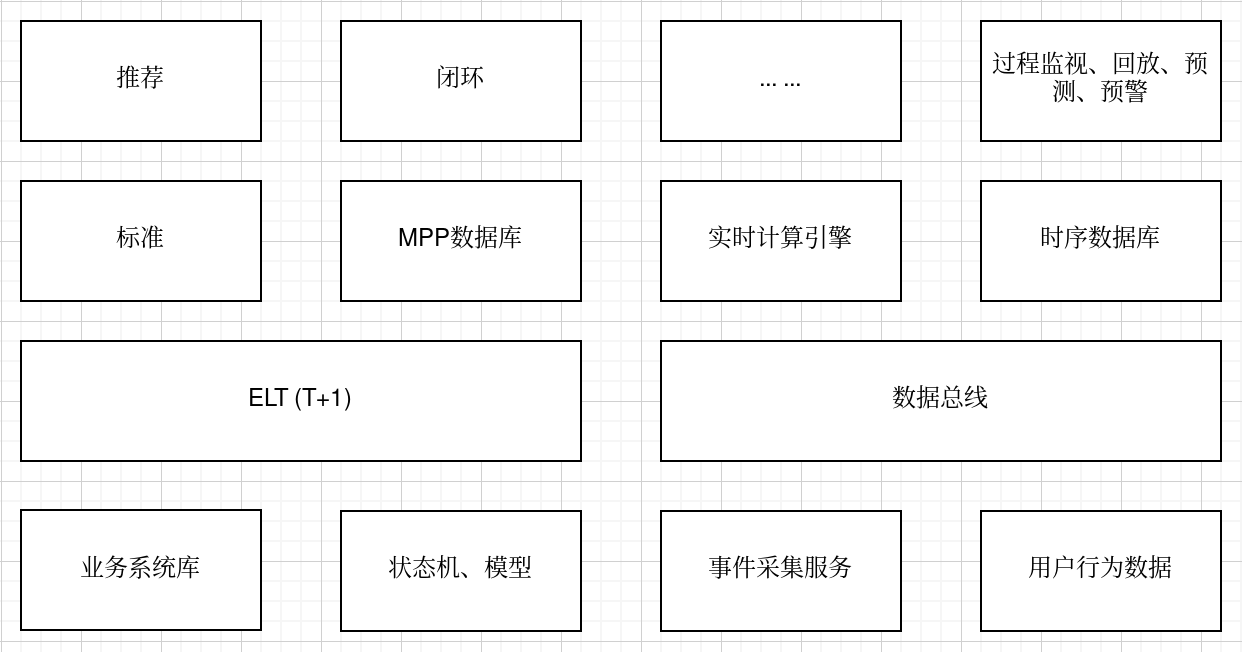 推荐
闭环
... ...
过程监视、回放、预
测、预警
标准
MPP数据库
实时计算引擎
时序数据库
ELT (T+1)
数据总线
业务系统库
状态机、模型
事件采集服务
用户行为数据